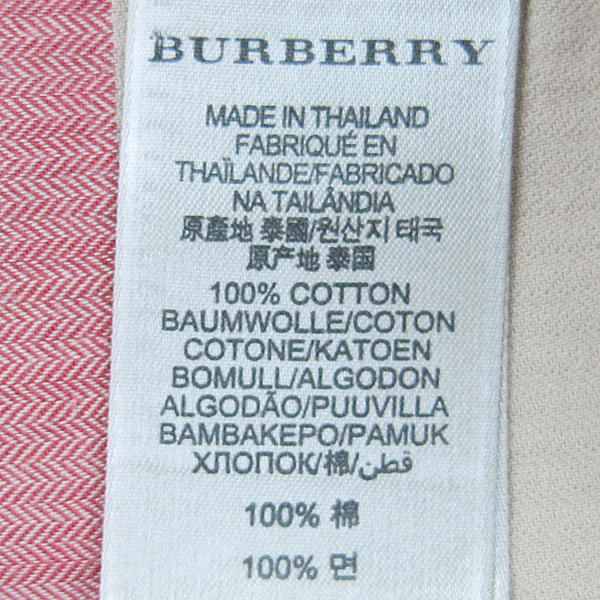 BURBERRY
MADE IN THAILAND
FABRIQUÉ EN
THAÏLANDE/FABRICADO
NA TAILÂNDIA
原產地 泰國/원산지 태국
原产地 泰国
100% COTTON
BAUMWOLLE/COTON
COTONE/KATOEN
BOMULL/ALGODON
ALGODÃO/PUUVILLA
BAMBAKEPO/PAMUK
ХЛОПОК/棉/قطن
100% 棉
100% 면